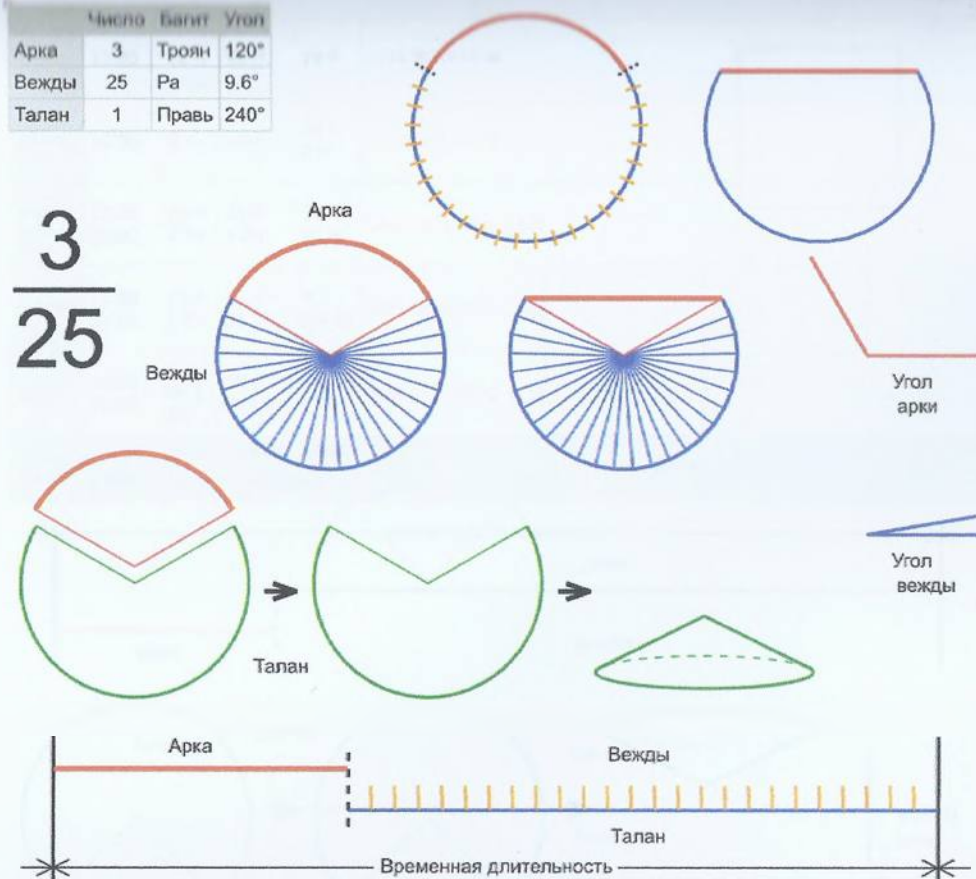 Число Багит Угол
Арка 3 Троян 120°
Вежды 25 Ра 9.6°
Талан 1 Правь 240°
3
25
Арка
Вежды
Угол
арки
Угол
вежды
Талан
Арка
Вежды
Талан
Временная длительность